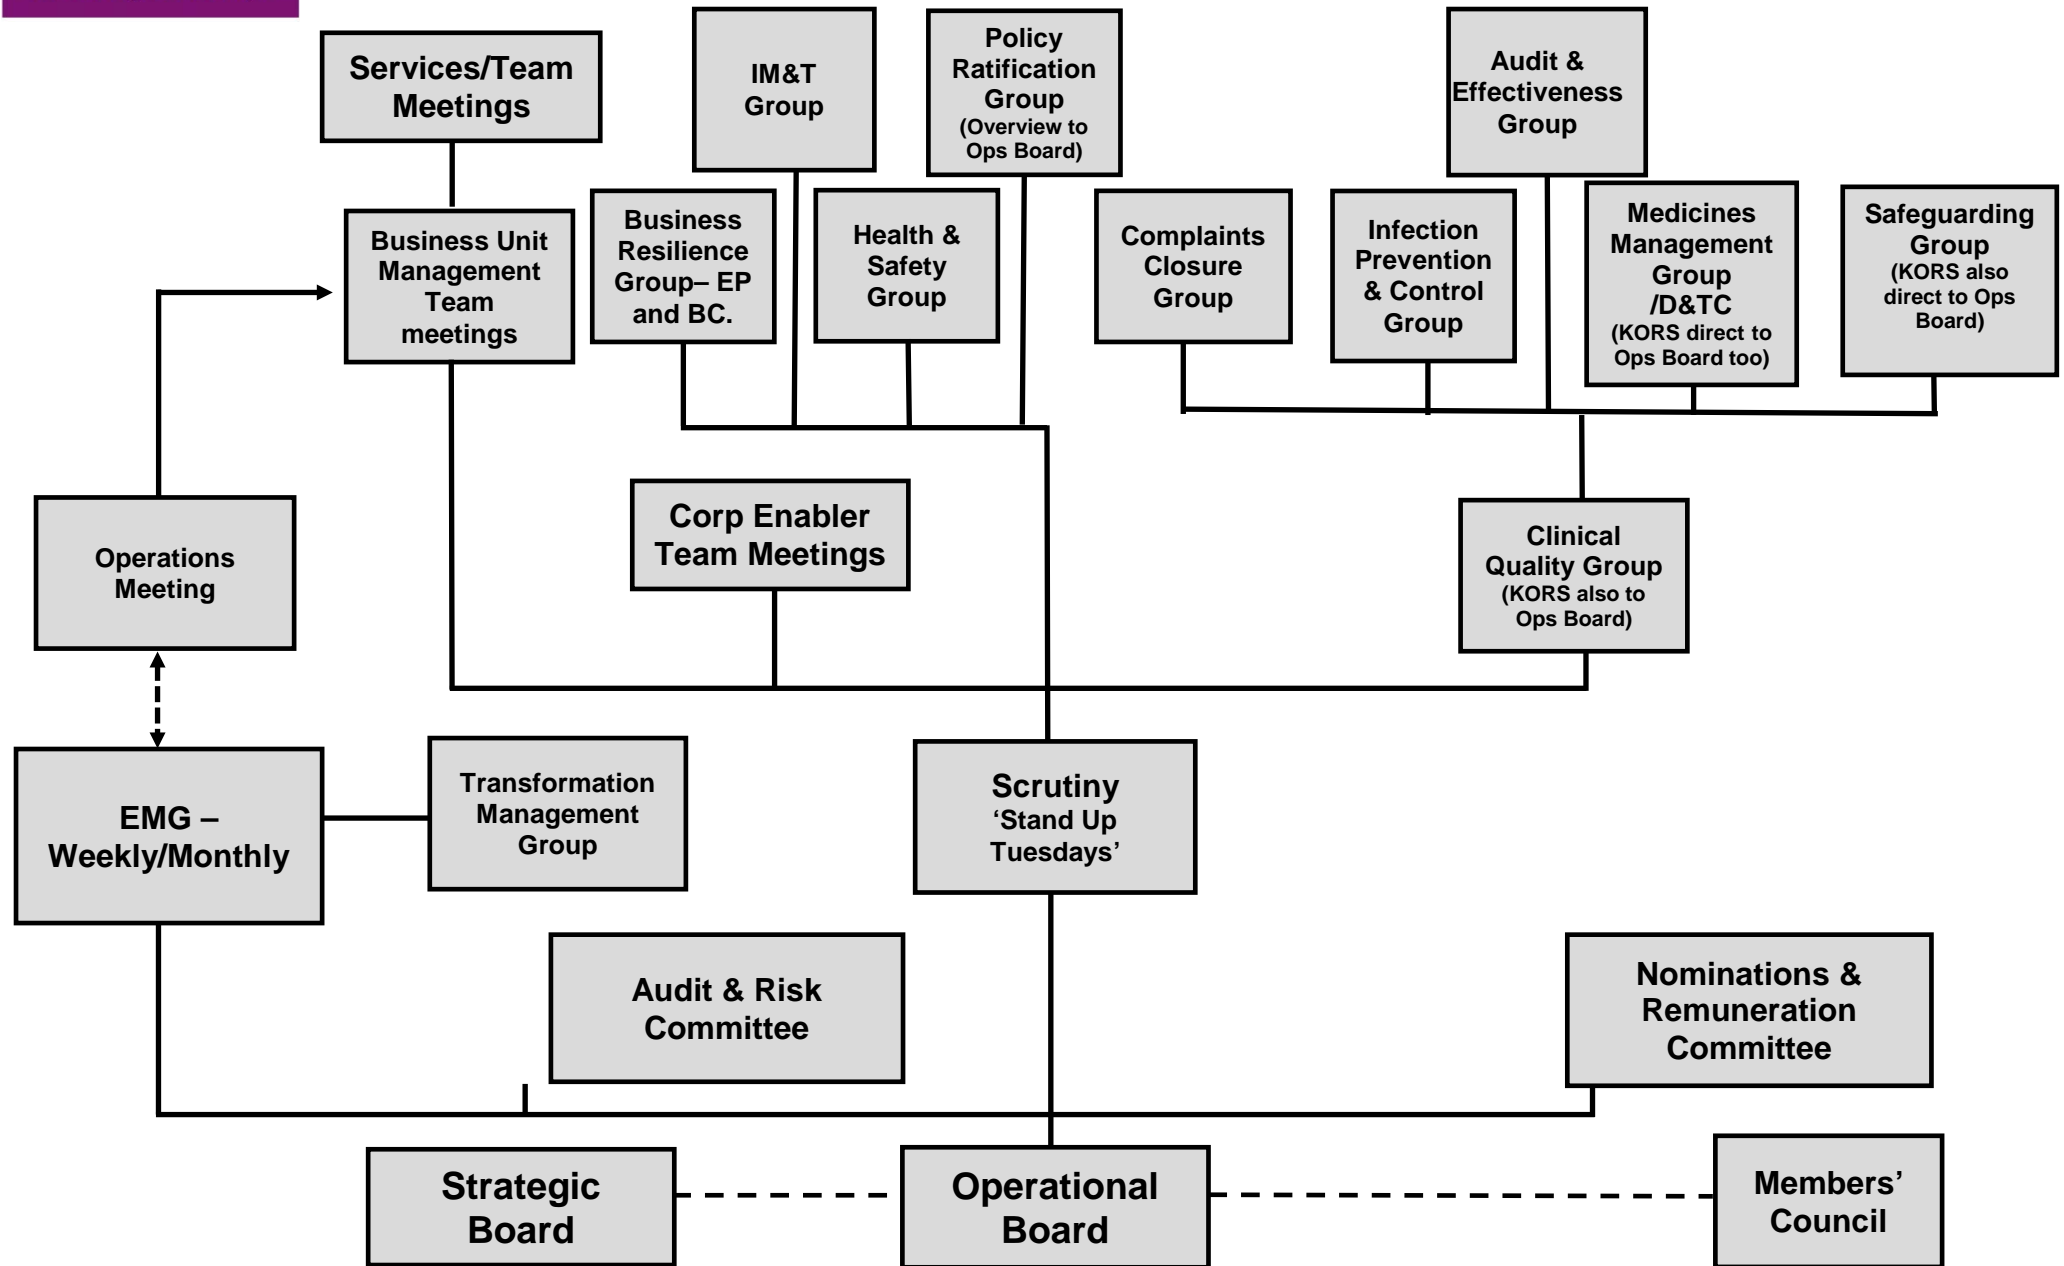 Services/Team
Meetings
IM&T
Group
Policy
Ratification
Group
(Overview to
Ops Board)
Audit &
Effectiveness
Group
Business Unit
Management
Team
meetings
Business
Resilience
Group– EP
and BC.
Health &
Safety
Group
Complaints
Closure
Group
Infection
Prevention
& Control
Group
Medicines
Management
Group
/D&TC
(KORS direct to
Ops Board too)
Safeguarding
Group
(KORS also
direct to Ops
Board)
Operations
Meeting
Corp Enabler
Team Meetings
Clinical
Quality Group
(KORS also to
Ops Board)
EMG –
Weekly/Monthly
Transformation
Management
Group
Scrutiny
‘Stand Up
Tuesdays’
Audit & Risk
Committee
Nominations &
Remuneration
Committee
Strategic
Board
Operational
Board
Members’
Council